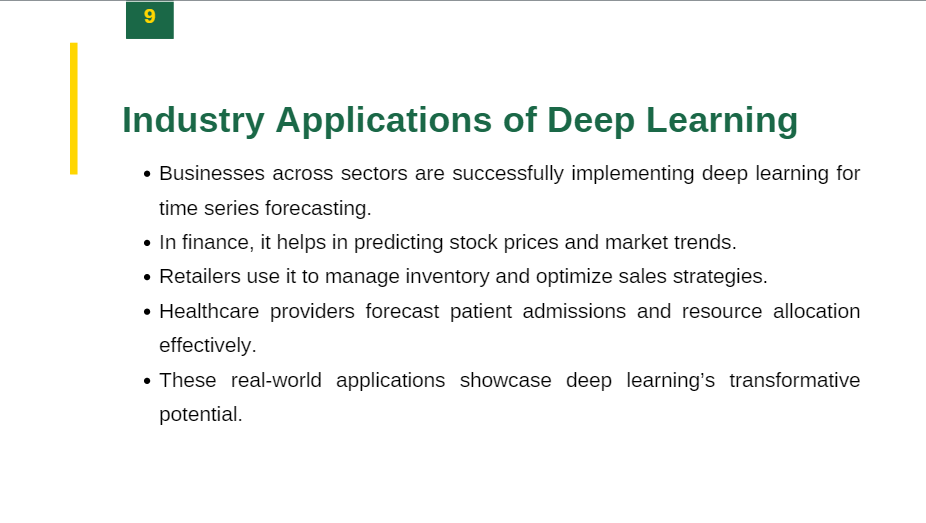 9
Industry Applications of Deep Learning
• Businesses across sectors are successfully implementing deep learning for
time series forecasting.
• In finance, it helps in predicting stock prices and market trends.
• Retailers use it to manage inventory and optimize sales strategies.
• Healthcare providers forecast patient admissions and resource allocation
effectively.
• These real-world applications showcase deep learning’s transformative
potential.